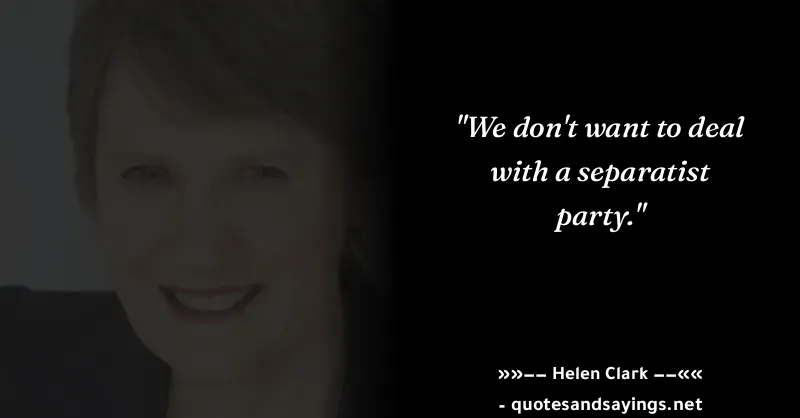 "We don't want to deal
with a separatist
party."
»»–– Helen Clark ––««
- quotesandsayings.net